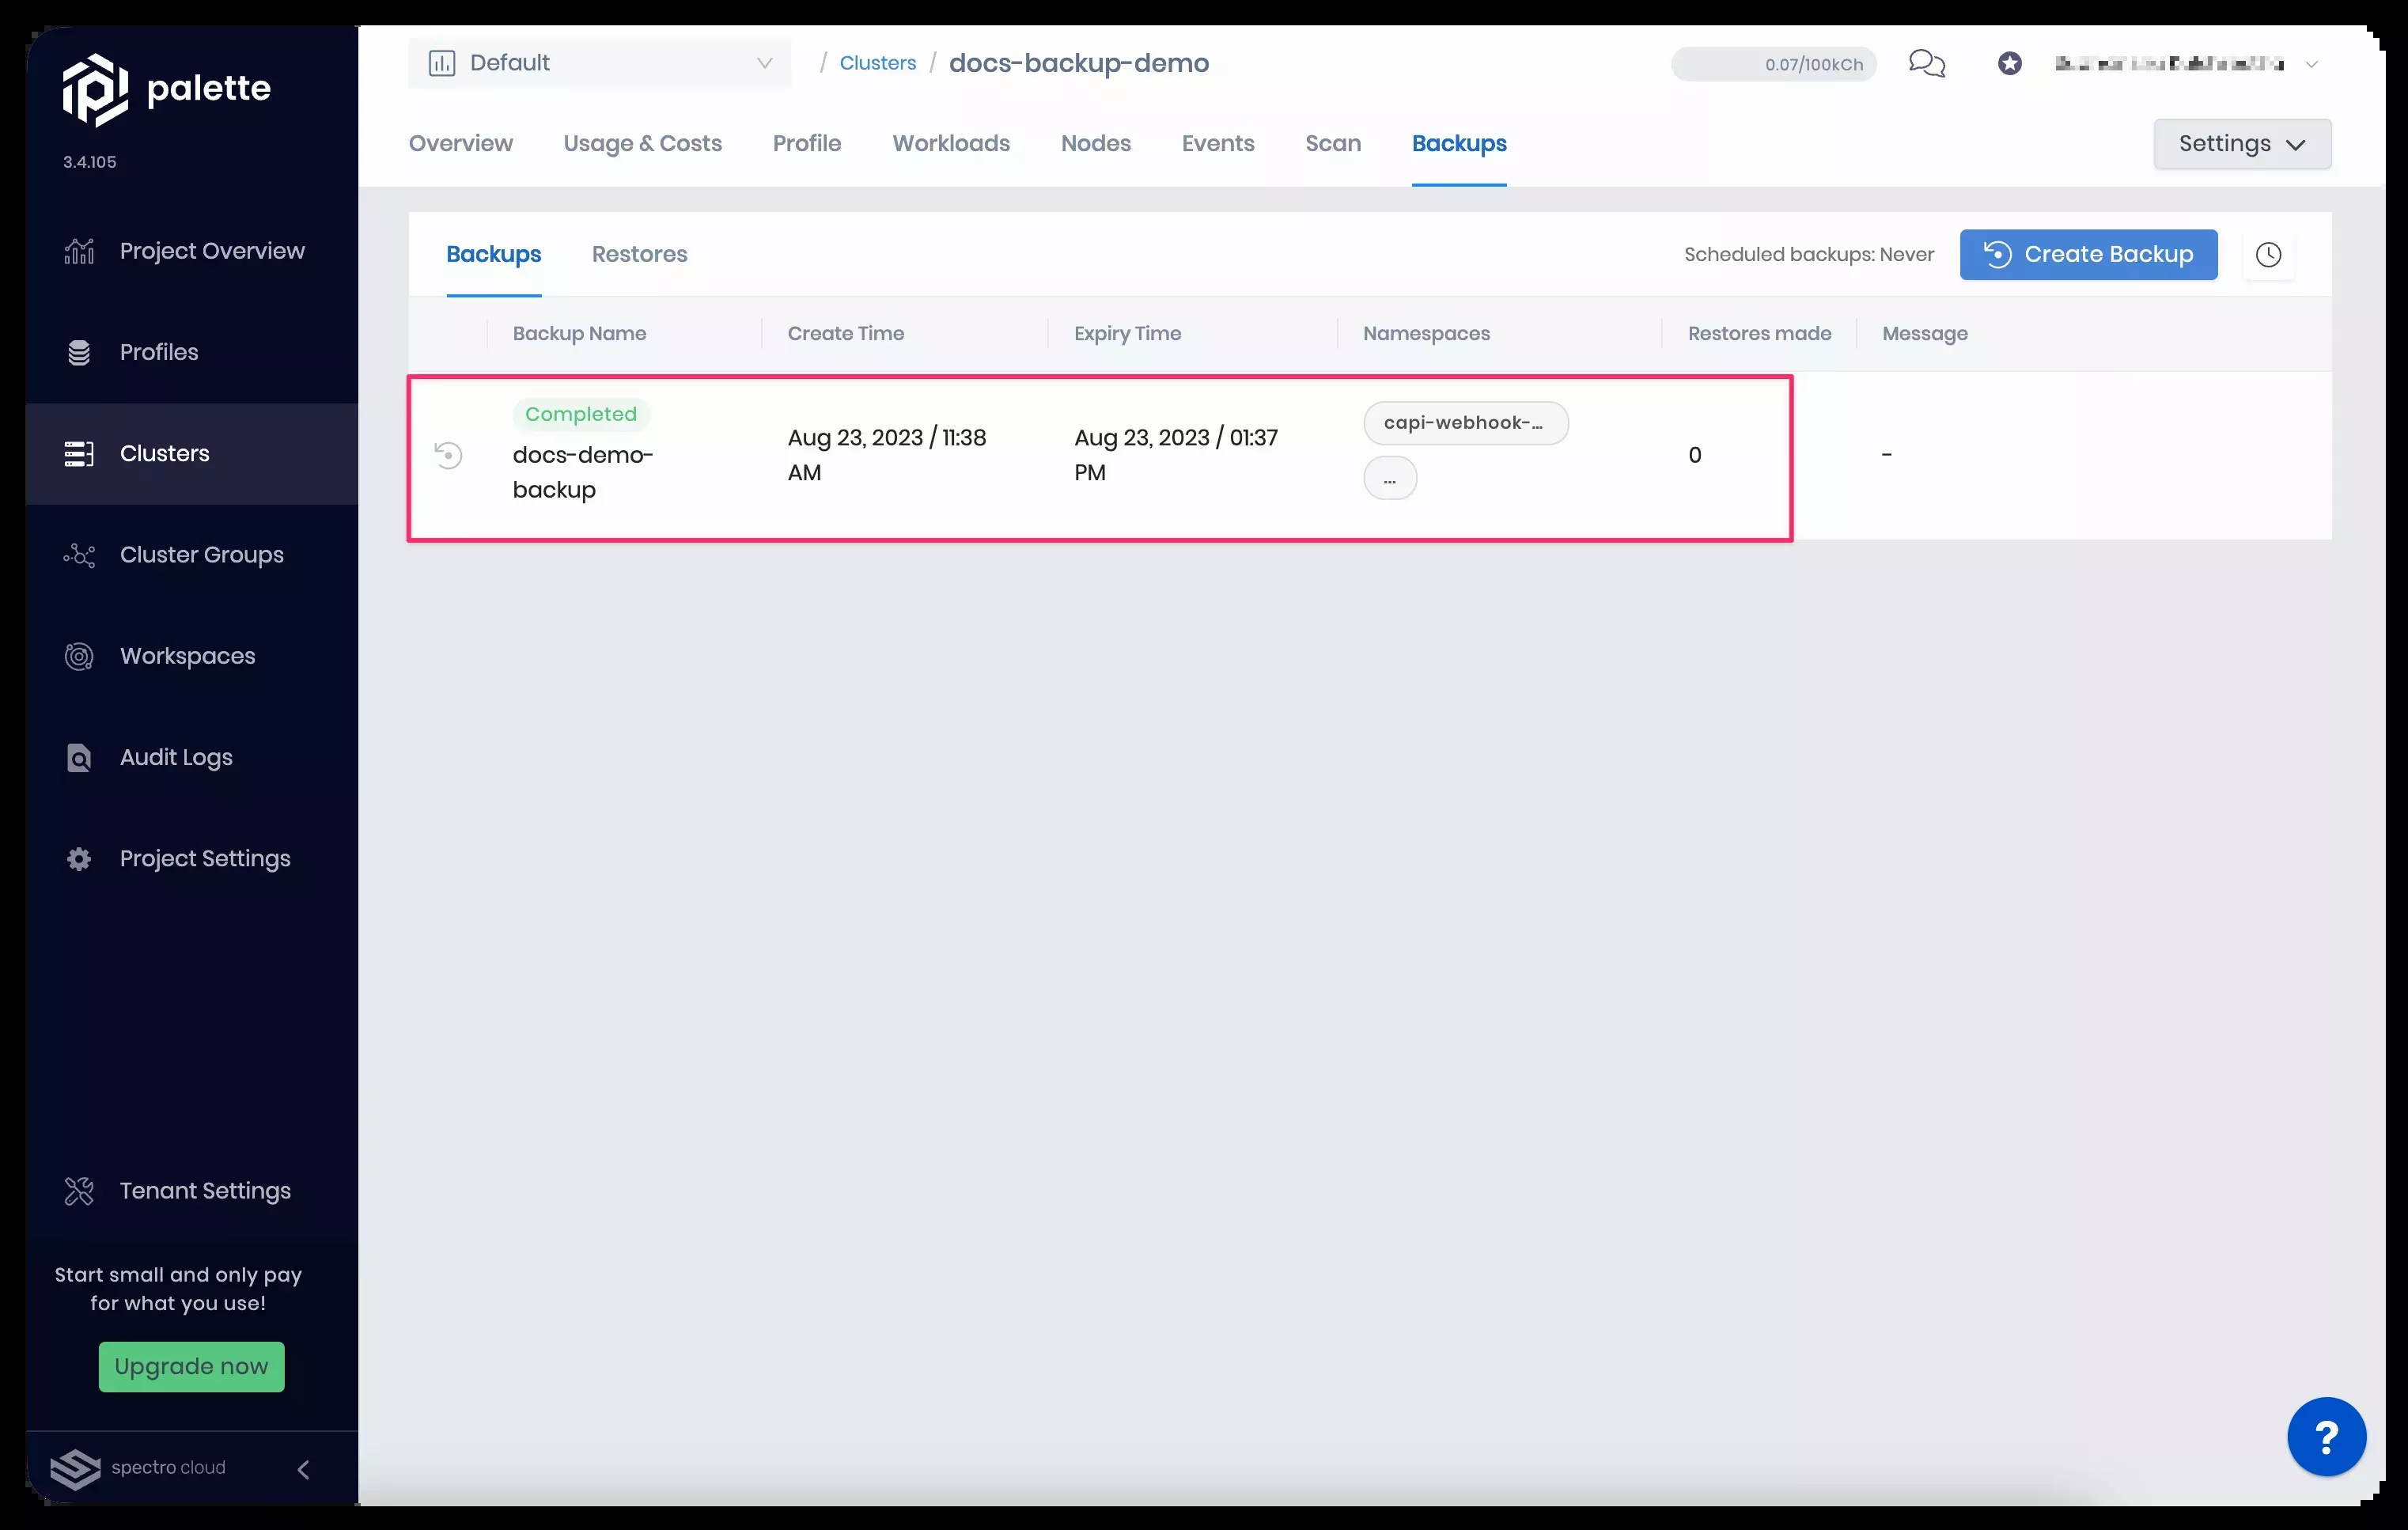 palette
3.4.105
Project Overview
Profiles
Clusters
Cluster Groups
Workspaces
Audit Logs
Project Settings
Tenant Settings
Start small and only pay
for what you use!
Upgrade now
spectro cloud
Default / Clusters / docs-backup-demo 0.07/100kCh
Overview Usage & Costs Profile Workloads Nodes Events Scan Backups Settings
Backups Restores Scheduled backups: Never Create Backup
Backup Name Create Time Expiry Time Namespaces Restores made Message
Completed
docs-demo-
backup
Aug 23, 2023 / 11:38
AM
Aug 23, 2023 / 01:37
PM
capi-webhook-...
...
0
-
?